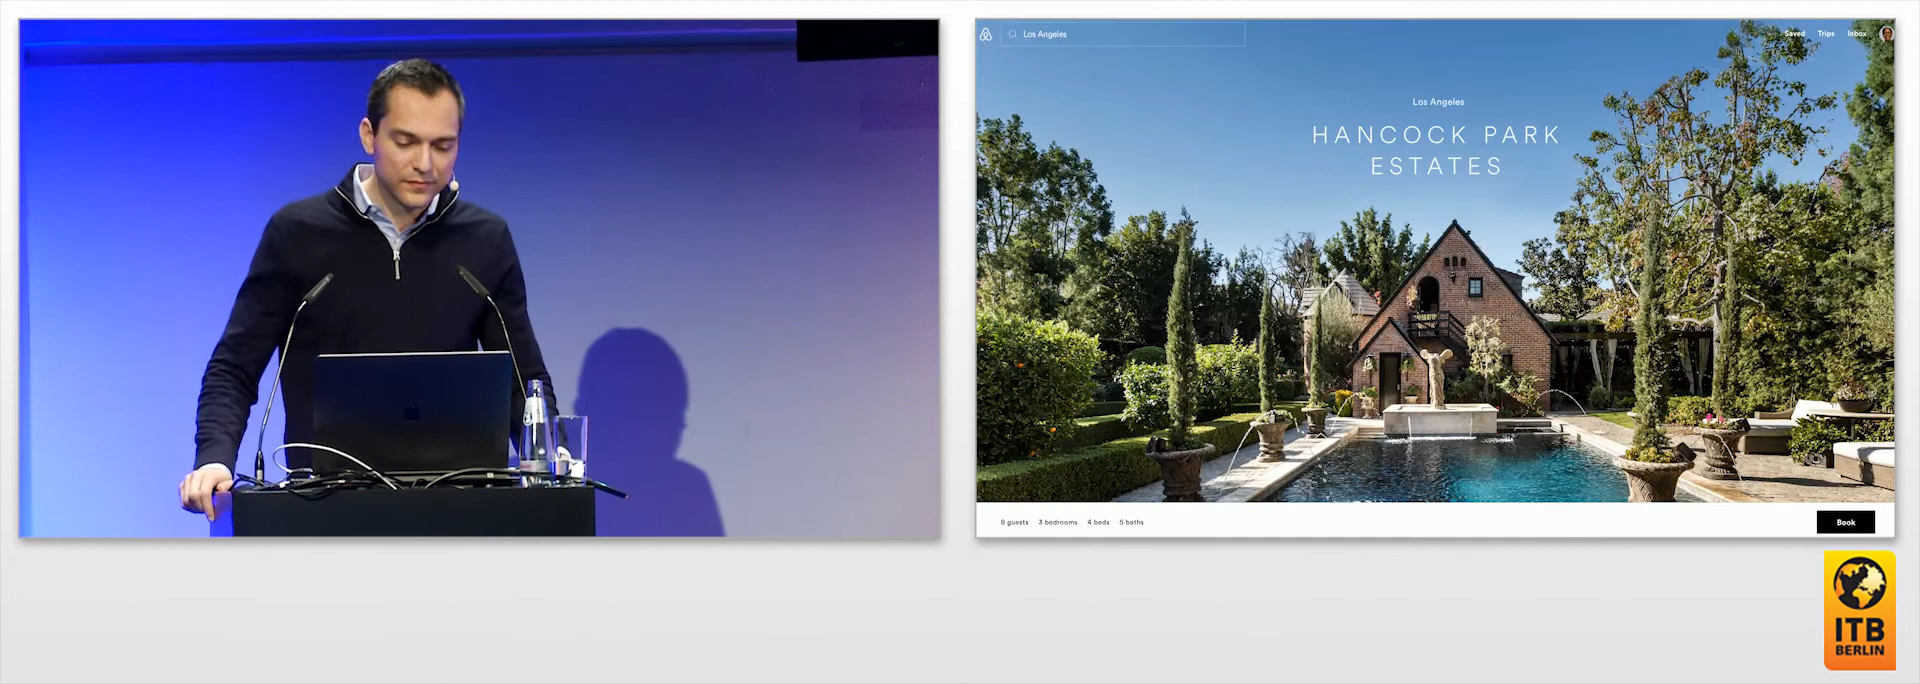 Los Angeles
Saved Trips Inbox
Los Angeles
HANCOCK PARK
ESTATES
8 guests 3 bedrooms 4 beds 5 baths
Book
ITB
BERLIN